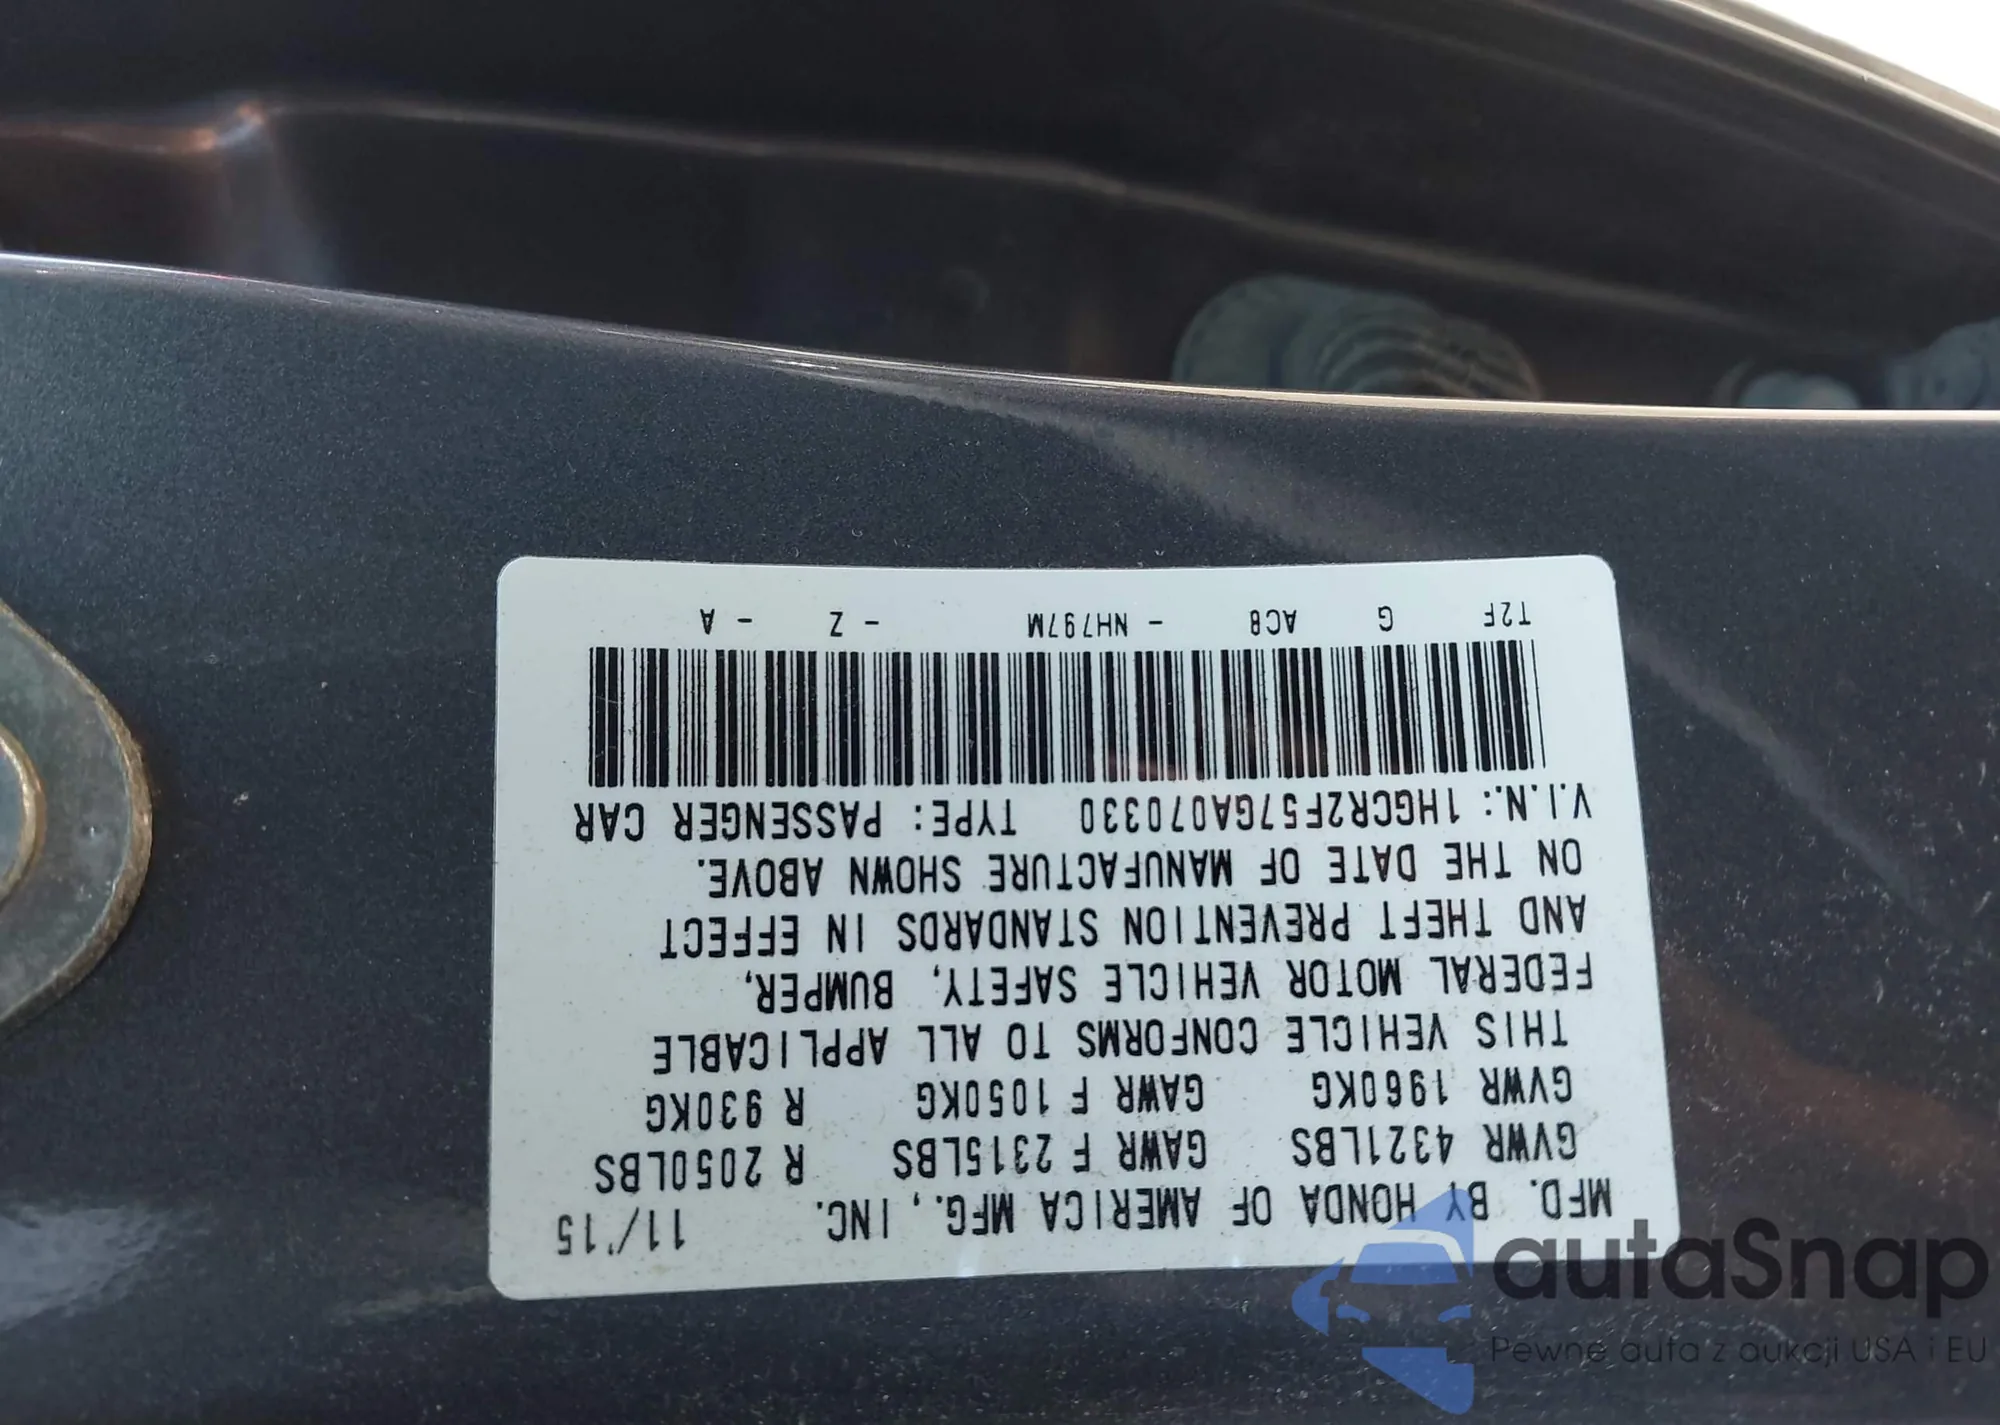 MFD. BY HONDA OF AMERICA MFG., INC. 11/'15
GVWR 4321LBS GAWR F 2315LBS R 2050LBS
GVWR 1960KG GAWR F 1050KG R 930KG
THIS VEHICLE CONFORMS TO ALL APPLICABLE
FEDERAL MOTOR VEHICLE SAFETY, BUMPER,
AND THEFT PREVENTION STANDARDS IN EFFECT
ON THE DATE OF MANUFACTURE SHOWN ABOVE.
V.I.N.: 1HGCR2F57GA070330 TYPE: PASSENGER CAR
T2F G AC8 - NH797M - Z - A
autaSnap
Pewne auta z aukcji USA i EU